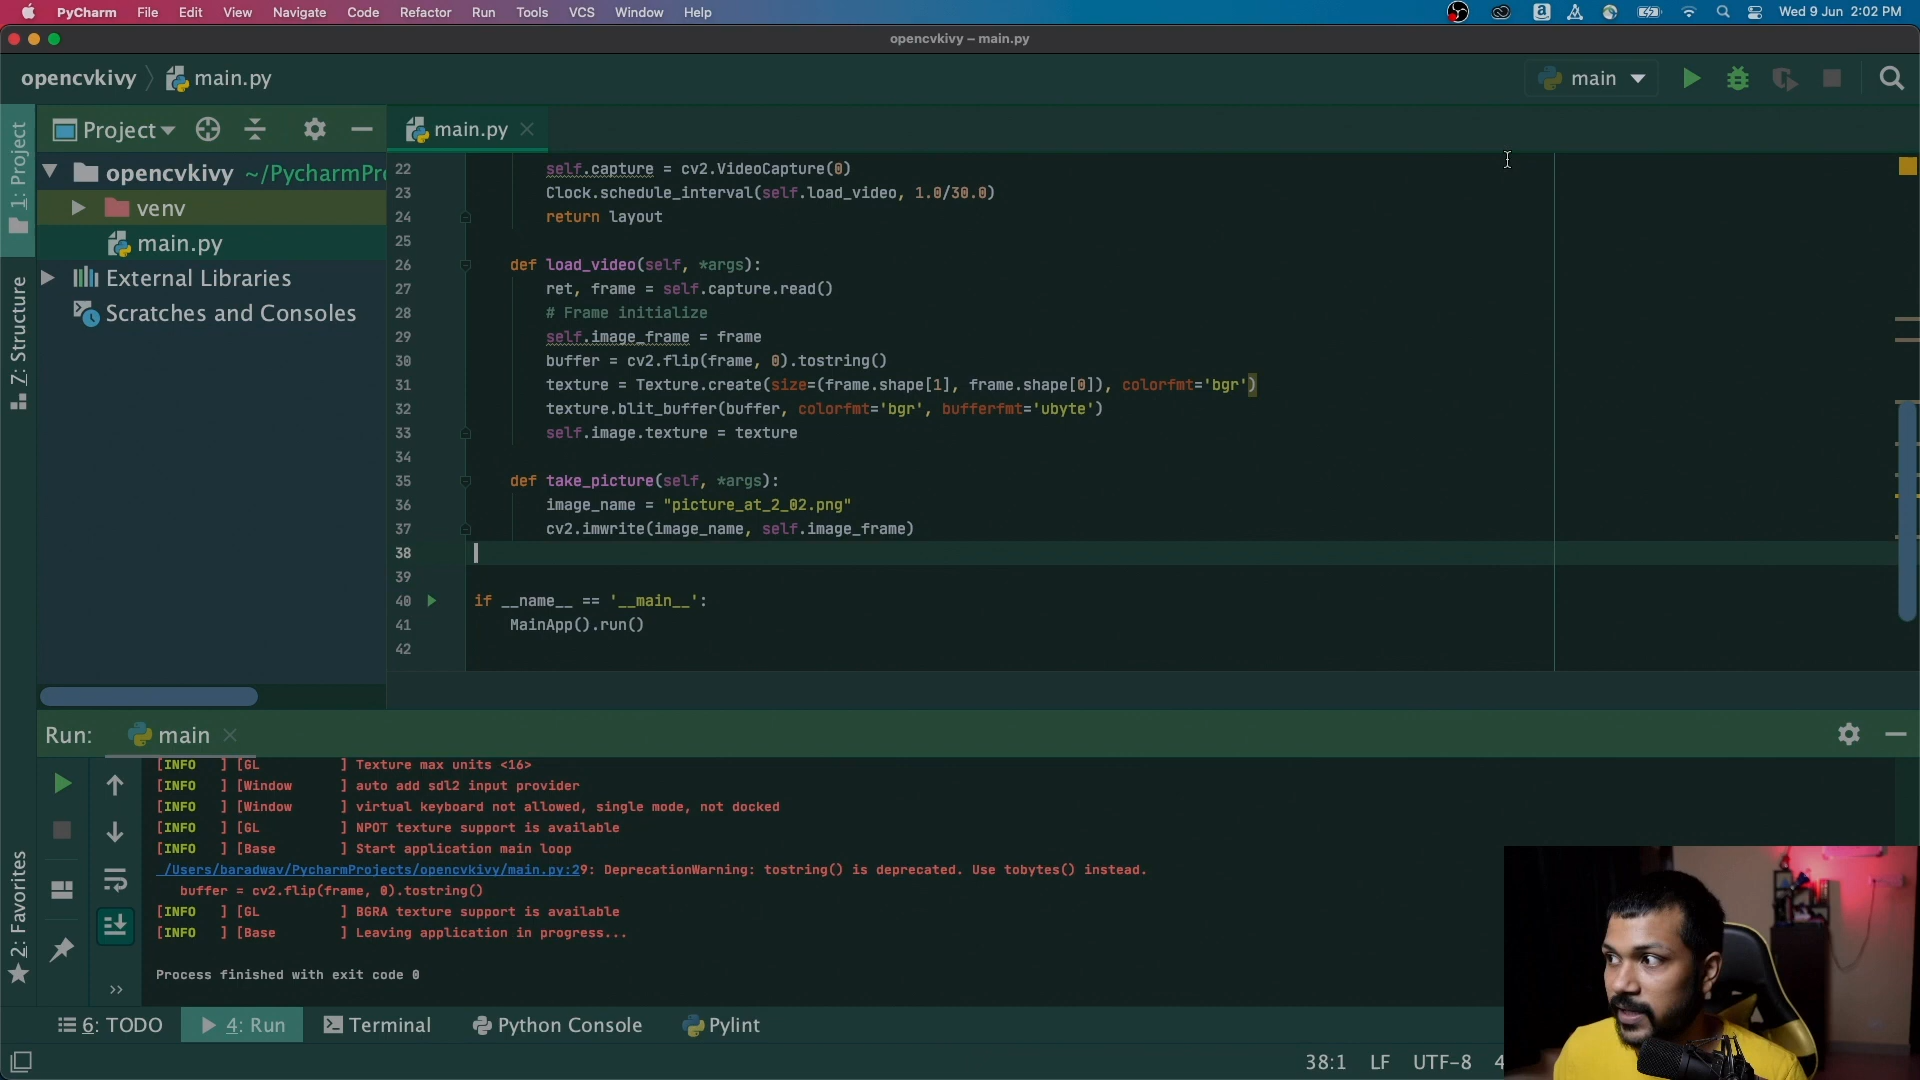 PyCharm File Edit View Navigate Code Refactor Run Tools VCS Window Help Wed 9 Jun 2:02 PM
opencvkivy – main.py
opencvkivy main.py main
Project main.py
opencvkivy ~/PycharmPr
venv
main.py
External Libraries
Scratches and Consoles
1: Project
Z: Structure
2: Favorites
22 self.capture = cv2.VideoCapture(0)
23 Clock.schedule_interval(self.load_video, 1.0/30.0)
24 return layout
25
26 def load_video(self, *args):
27 ret, frame = self.capture.read()
28 # Frame initialize
29 self.image_frame = frame
30 buffer = cv2.flip(frame, 0).tostring()
31 texture = Texture.create(size=(frame.shape[1], frame.shape[0]), colorfmt='bgr')
32 texture.blit_buffer(buffer, colorfmt='bgr', bufferfmt='ubyte')
33 self.image.texture = texture
34
35 def take_picture(self, *args):
36 image_name = "picture_at_2_02.png"
37 cv2.imwrite(image_name, self.image_frame)
38
39
40 if __name__ == '__main__':
41 MainApp().run()
42
Run: main
[INFO ] [GL ] Texture max units <16>
[INFO ] [Window ] auto add sdl2 input provider
[INFO ] [Window ] virtual keyboard not allowed, single mode, not docked
[INFO ] [GL ] NPOT texture support is available
[INFO ] [Base ] Start application main loop
/Users/baradwav/PycharmProjects/opencvkivy/main.py:29: DeprecationWarning: tostring() is deprecated. Use tobytes() instead.
buffer = cv2.flip(frame, 0).tostring()
[INFO ] [GL ] BGRA texture support is available
[INFO ] [Base ] Leaving application in progress...
Process finished with exit code 0
6: TODO 4: Run Terminal Python Console Pylint
38:1 LF UTF-8 4